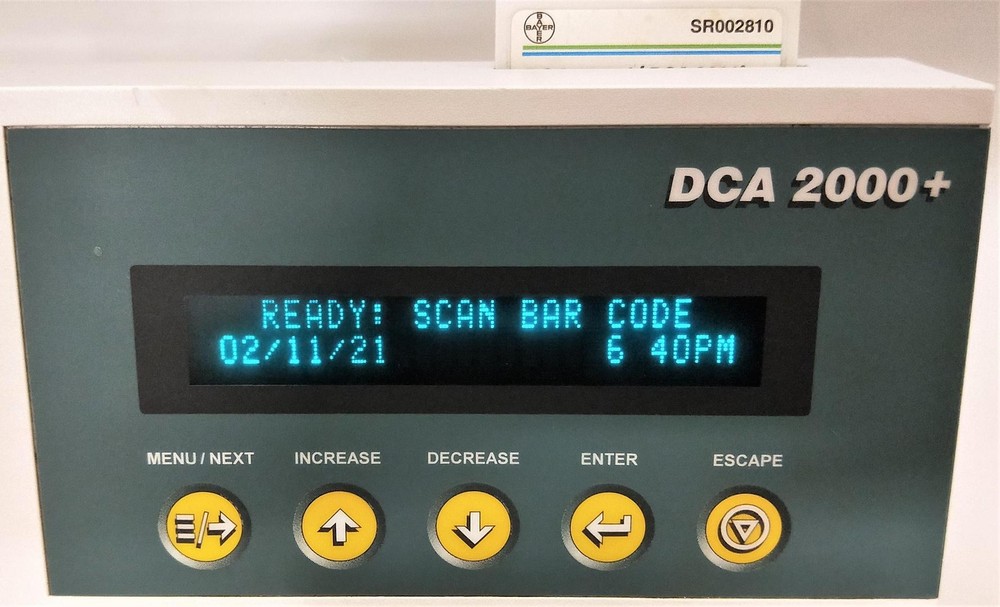 BAYER
BAYER
SR002810
DCA 2000+
READY: SCAN BAR CODE
02/11/21 6 40PM
MENU / NEXT INCREASE DECREASE ENTER ESCAPE